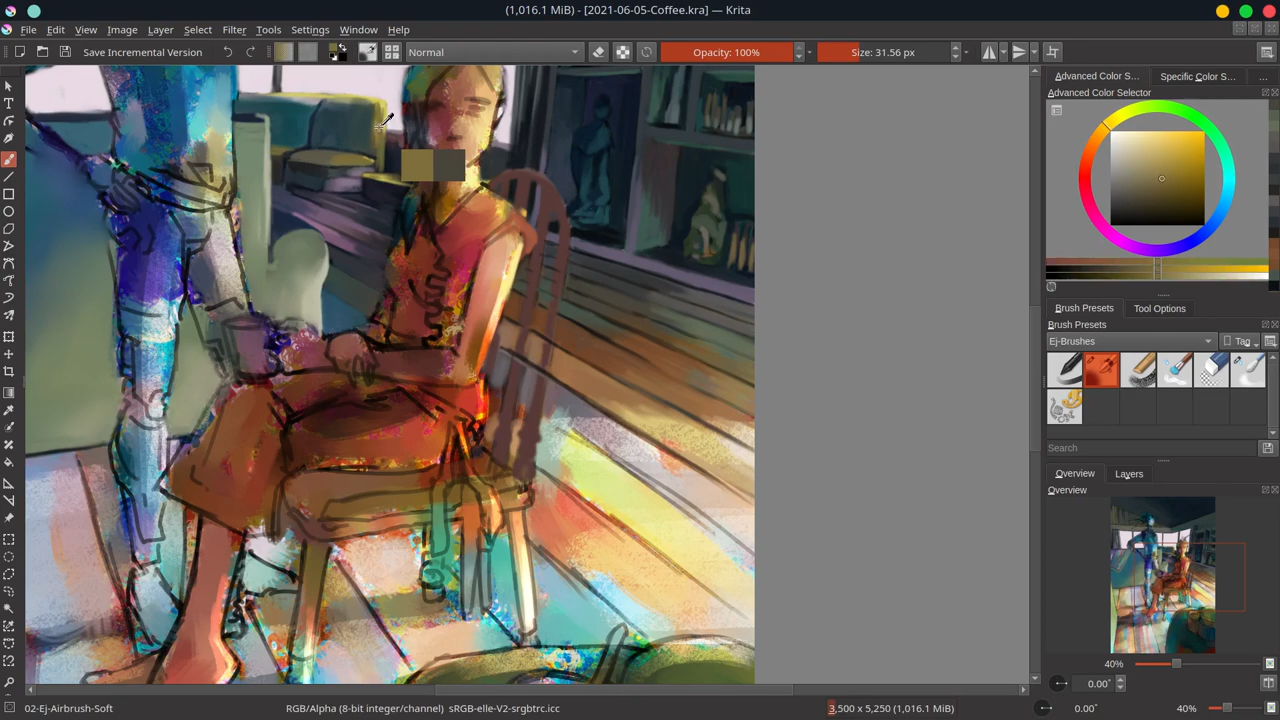 (1,016.1 MiB) - [2021-06-05-Coffee.kra] — Krita
File Edit View Image Layer Select Filter Tools Settings Window Help
Save Incremental Version Normal Opacity: 100% Size: 31.56 px
Advanced Color S... Specific Color S... ...
Advanced Color Selector
Brush Presets Tool Options
Brush Presets
Ej-Brushes Tag
Search
Overview Layers
Overview
40%
0.00°
02-Ej-Airbrush-Soft RGB/Alpha (8-bit integer/channel) sRGB-elle-V2-srgbtrc.icc 3,500 x 5,250 (1,016.1 MiB) 0.00° 40%